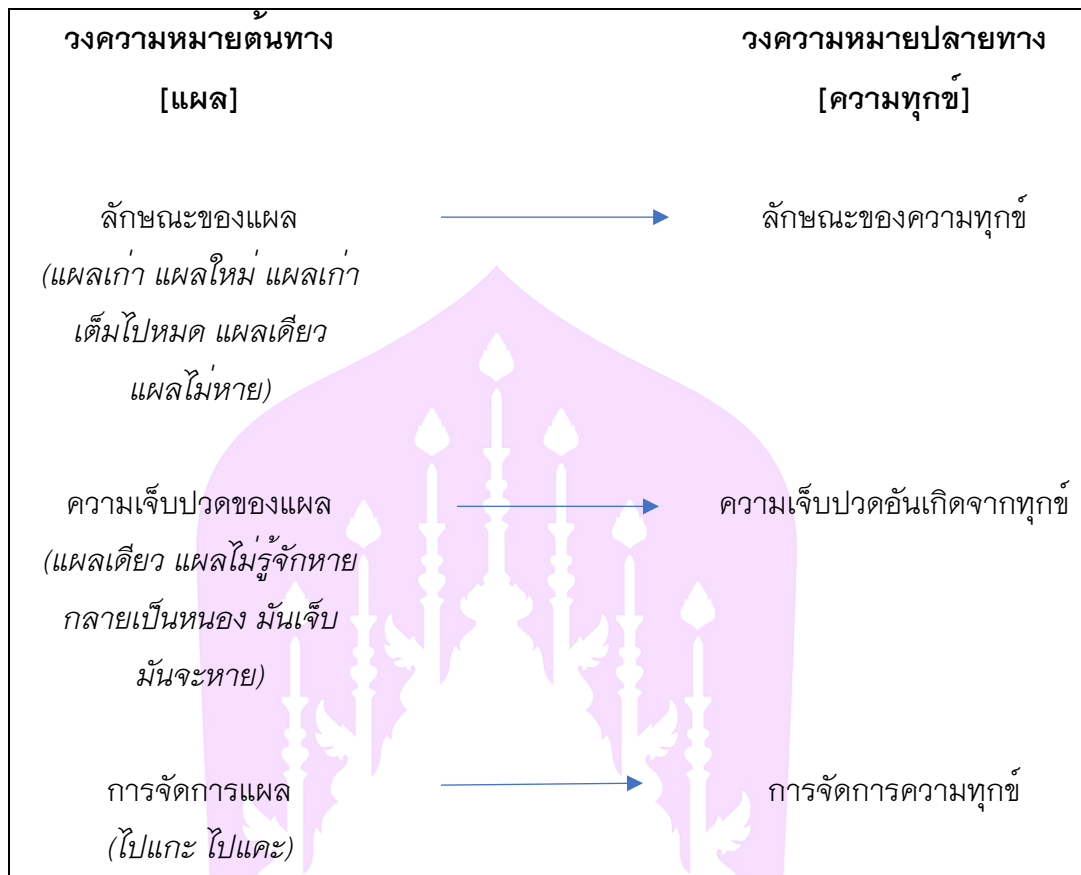 วงความหมายต้นทาง
วงความหมายปลายทาง
[แผล]
[ความทุกข์]
ลักษณะของแผล
ลักษณะของความทุกข์
(แผลเก่า แผลใหม่ แผลเก่า
เต็มไปหมด แผลเดียว
แผลไม่หาย)
ความเจ็บปวดของแผล
ความเจ็บปวดอันเกิดจากทุกข์
(แผลเดียว แผลไม่รู้จักหาย
กลายเป็นหนอง มันเจ็บ
มันจะหาย)
การจัดการแผล
การจัดการความทุกข์
(ไปแกะ ไปแคะ)